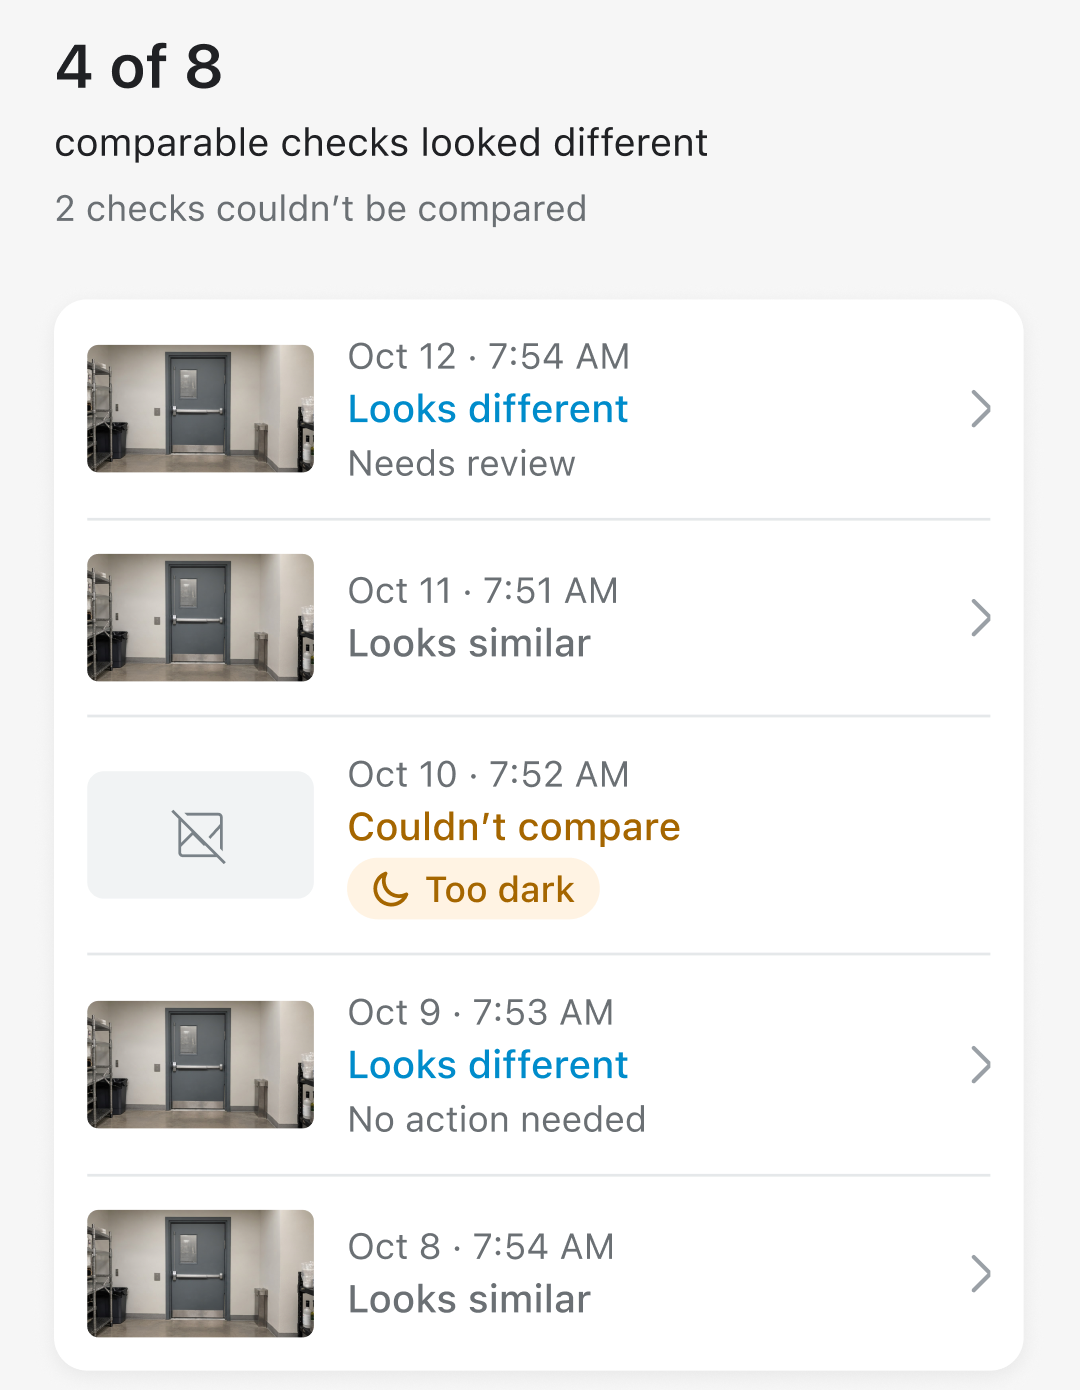 4 of 8
comparable checks looked different
2 checks couldn’t be compared
Oct 12 · 7:54 AM
Looks different
Needs review
Oct 11 · 7:51 AM
Looks similar
Oct 10 · 7:52 AM
Couldn’t compare
Too dark
Oct 9 · 7:53 AM
Looks different
No action needed
Oct 8 · 7:54 AM
Looks similar